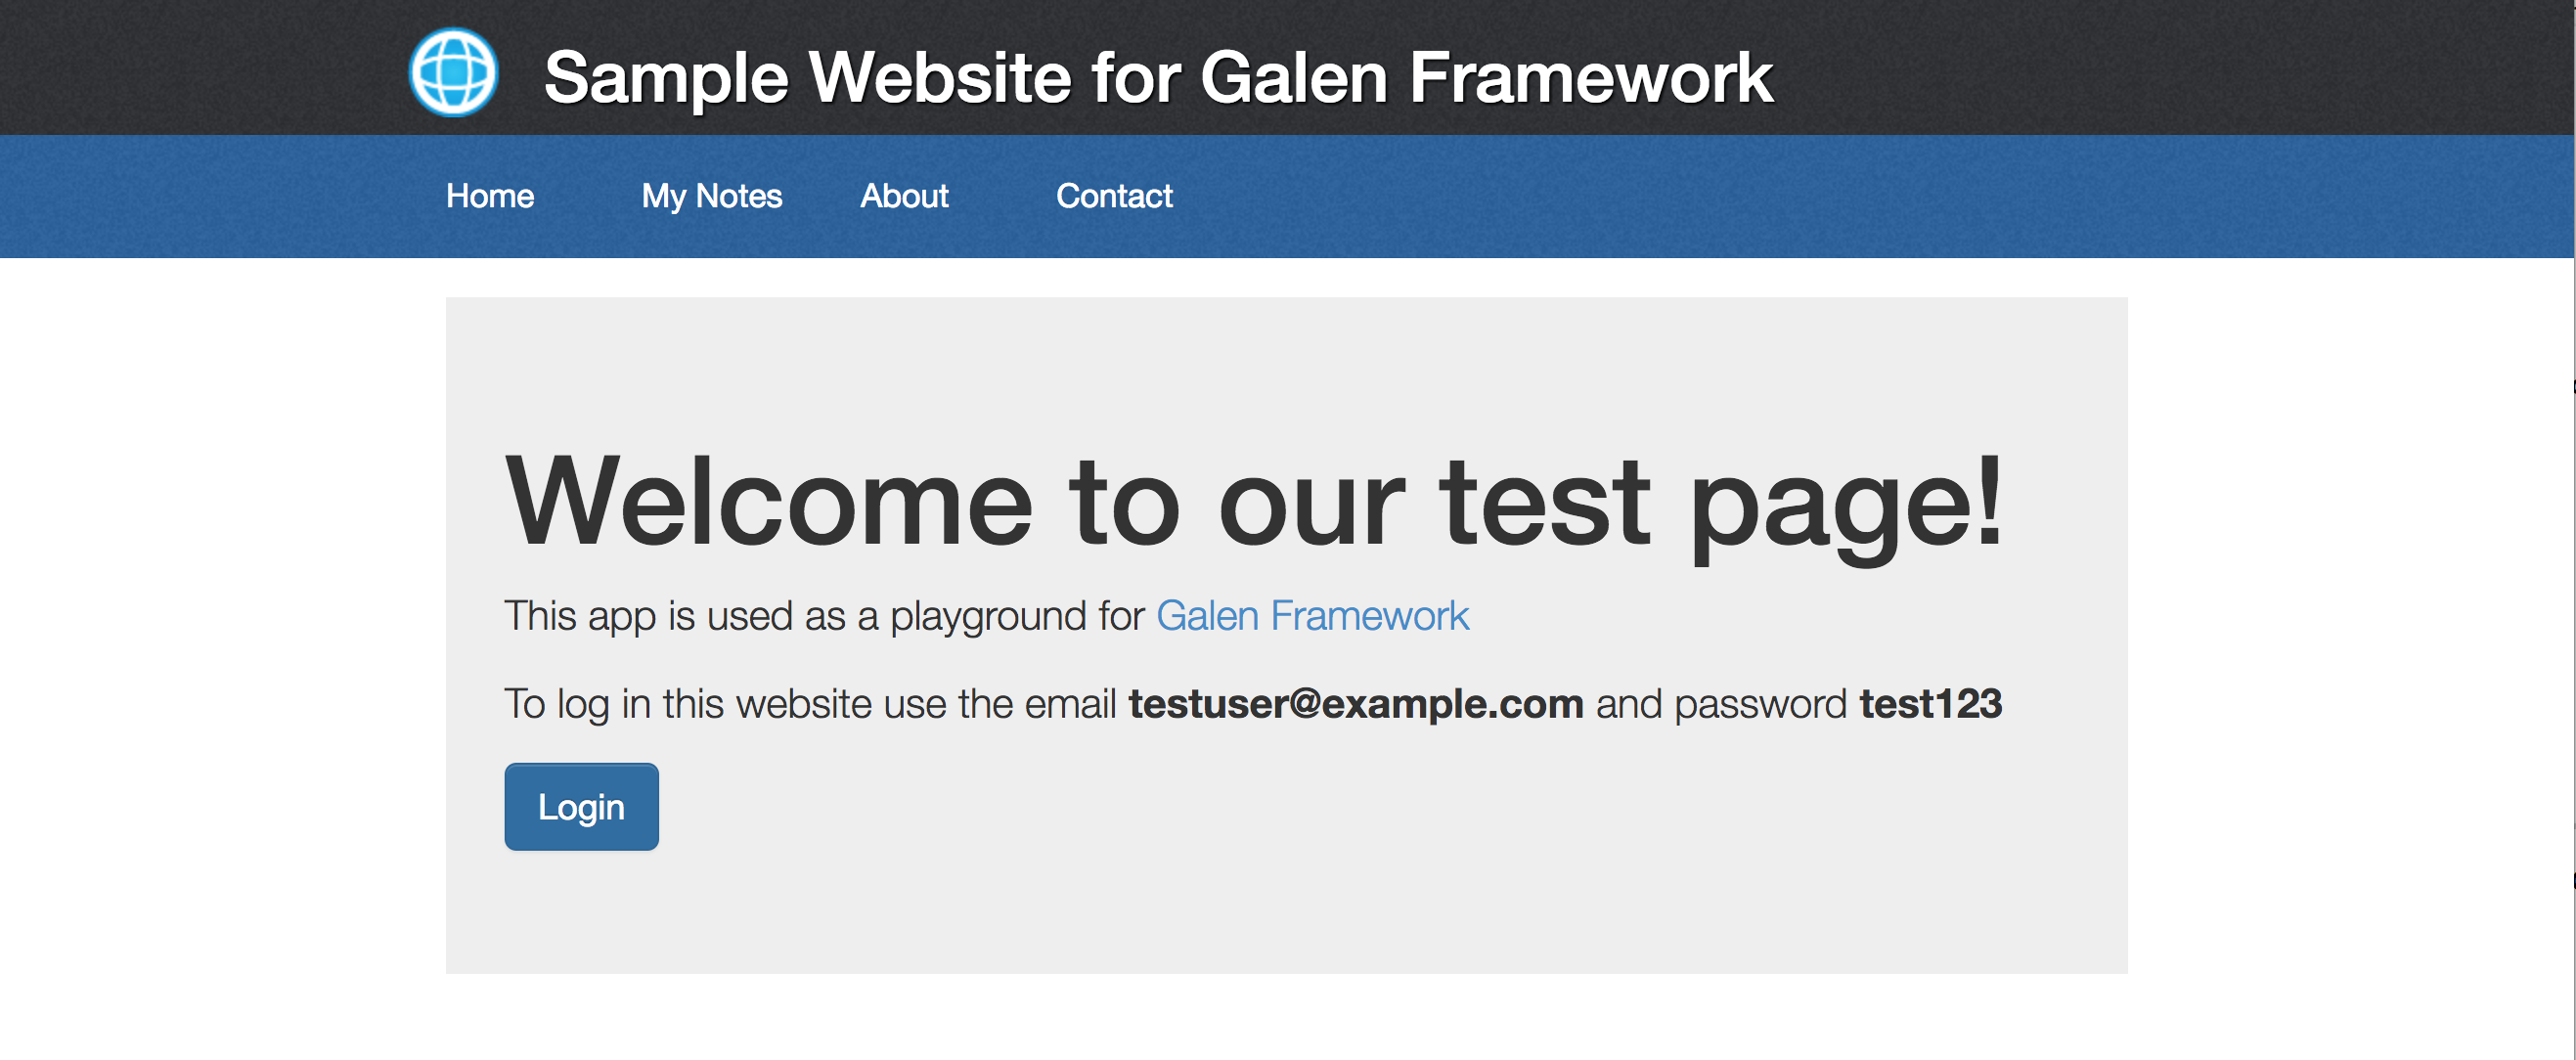 Sample Website for Galen Framework
Home My Notes About Contact
Welcome to our test page!
This app is used as a playground for Galen Framework
To log in this website use the email testuser@example.com and password test123
Login